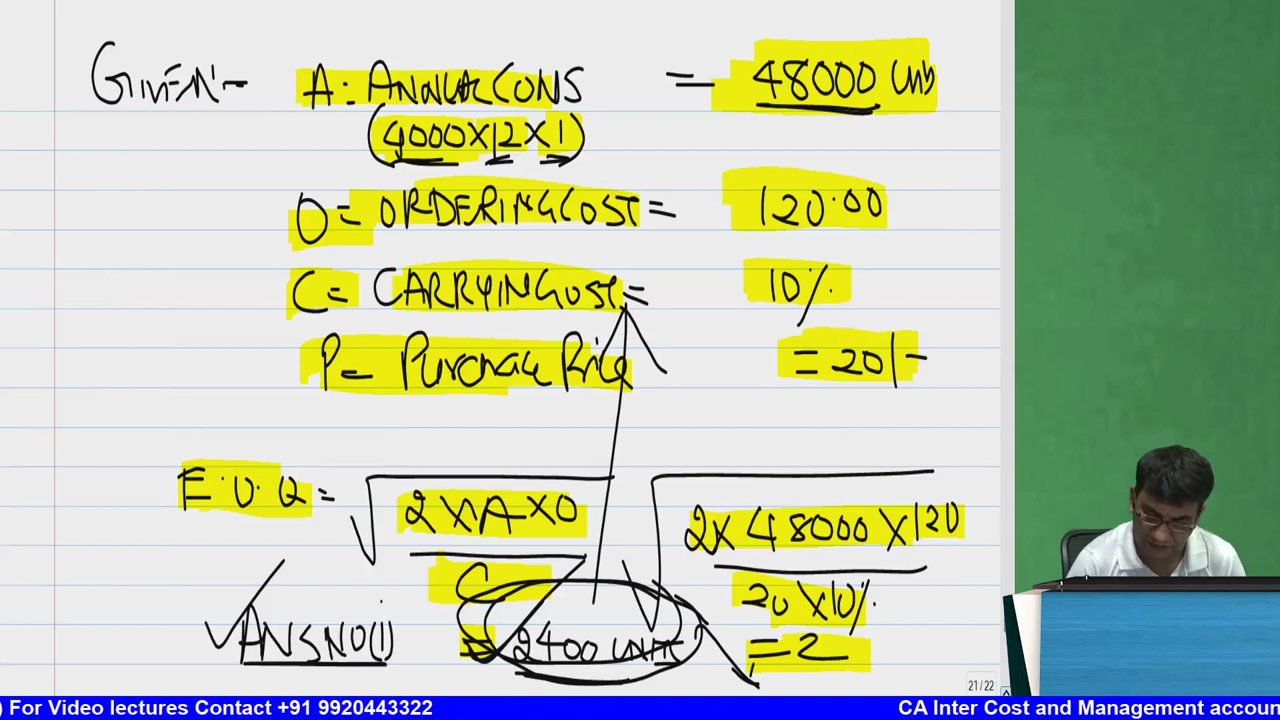 GIVEN- A: ANNUAL CONS = 48000 Units
(4000X12X1)
O = ORDERING COST = 120.00
C = CARRYING COST = 10%
P = Purchase Price = 20/-
E.O.Q = √ 2XAXO √ 2X48000X120
C 20X10%
= 2
ANS NO(1) = 2400 UNITS
21/22
) For Video lectures Contact +91 9920443322 CA Inter Cost and Management accoun